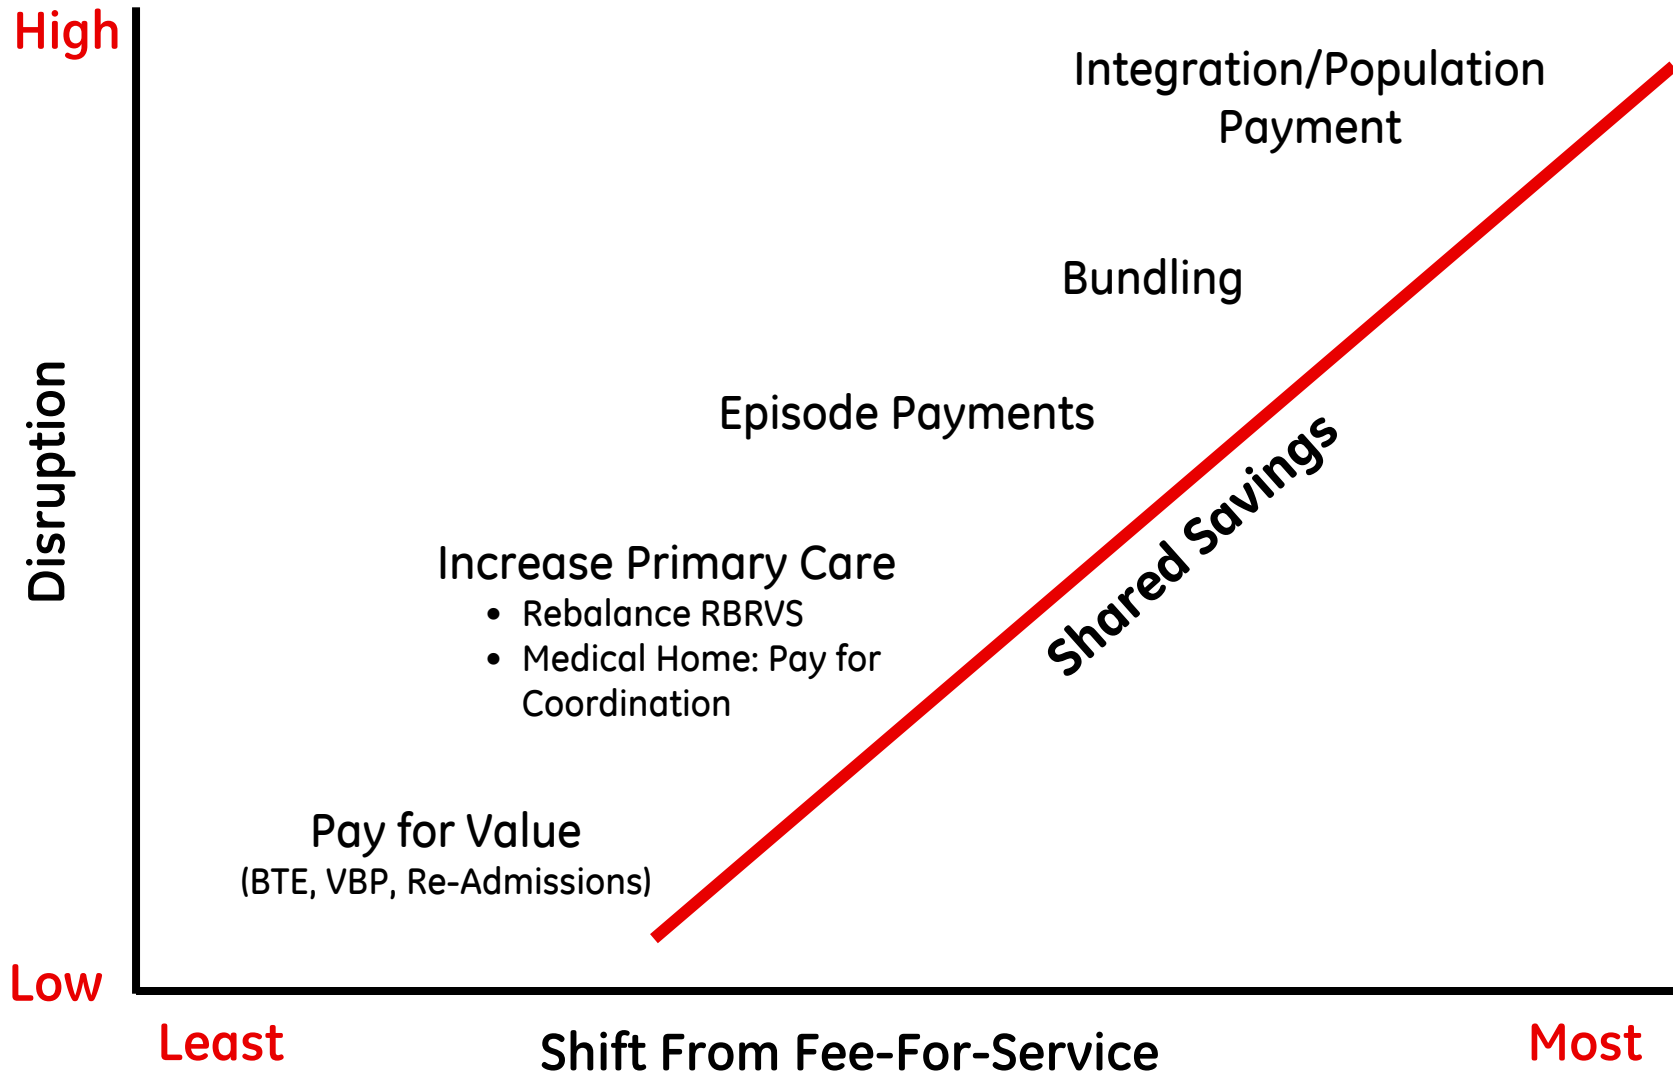 High
Integration/Population
Payment
Bundling
Disruption
Episode Payments
Shared Savings
Increase Primary Care
• Rebalance RBRVS
• Medical Home: Pay for
Coordination
Pay for Value
(BTE, VBP, Re-Admissions)
Low
Least
Shift From Fee-For-Service
Most